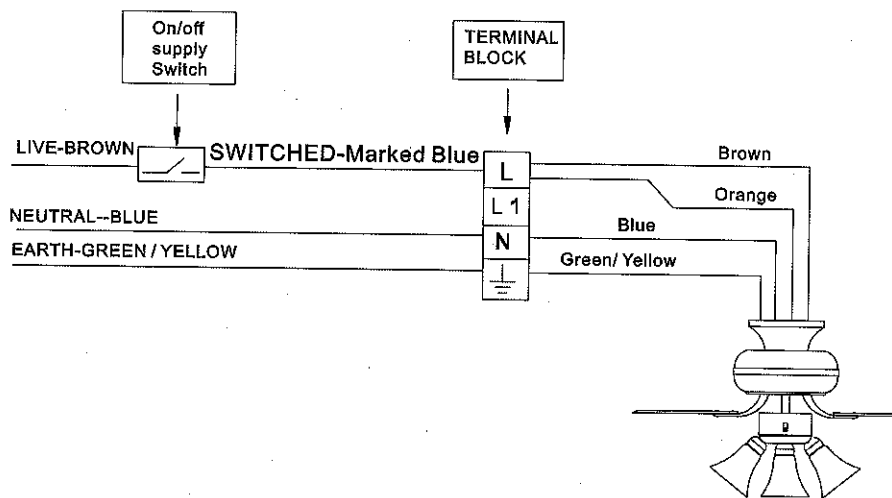 On/off
supply
Switch
TERMINAL
BLOCK
LIVE-BROWN
SWITCHED-Marked Blue
L
Brown
Orange
L 1
NEUTRAL--BLUE
N
Blue
EARTH-GREEN / YELLOW
Green/ Yellow